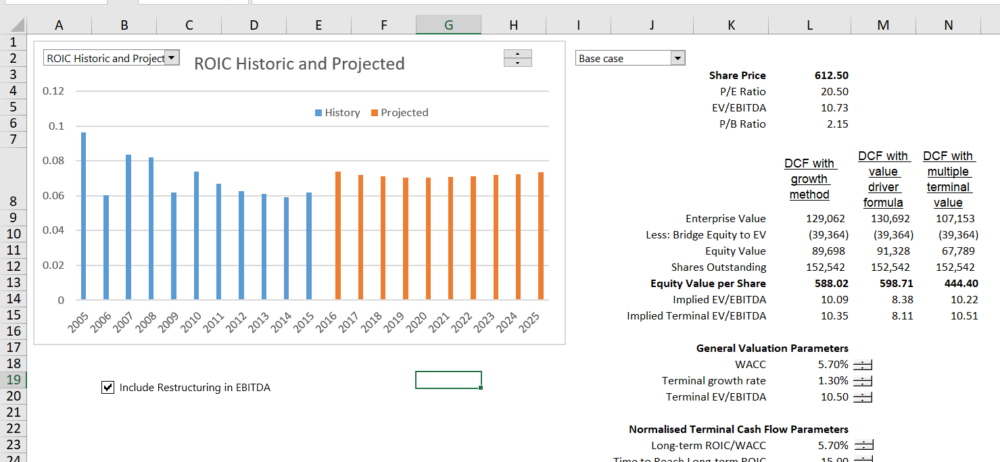 A B C D E F G H I J K L M N
1
2 ROIC Historic and Project ROIC Historic and Projected Base case
3 Share Price 612.50
4 0.12 P/E Ratio 20.50
5 History Projected EV/EBITDA 10.73
6 0.1 P/B Ratio 2.15
7
0.08
DCF with growth method
DCF with value driver formula
DCF with multiple terminal value
8 0.06
9 Enterprise Value 129,062 130,692 107,153
10 0.04 Less: Bridge Equity to EV (39,364) (39,364) (39,364)
11 Equity Value 89,698 91,328 67,789
12 0.02 Shares Outstanding 152,542 152,542 152,542
13 Equity Value per Share 588.02 598.71 444.40
14 0 Implied EV/EBITDA 10.09 8.38 10.22
15 Implied Terminal EV/EBITDA 10.35 8.11 10.51
2005 2006 2007 2008 2009 2010 2011 2012 2013 2014 2015 2016 2017 2018 2019 2020 2021 2022 2023 2024 2025
16
17 General Valuation Parameters
18 WACC 5.70%
19 Include Restructuring in EBITDA Terminal growth rate 1.30%
20 Terminal EV/EBITDA 10.50
21
22 Normalised Terminal Cash Flow Parameters
23 Long-term ROIC/WACC 5.70%
24 Time to Reach Long-term ROIC 15.00